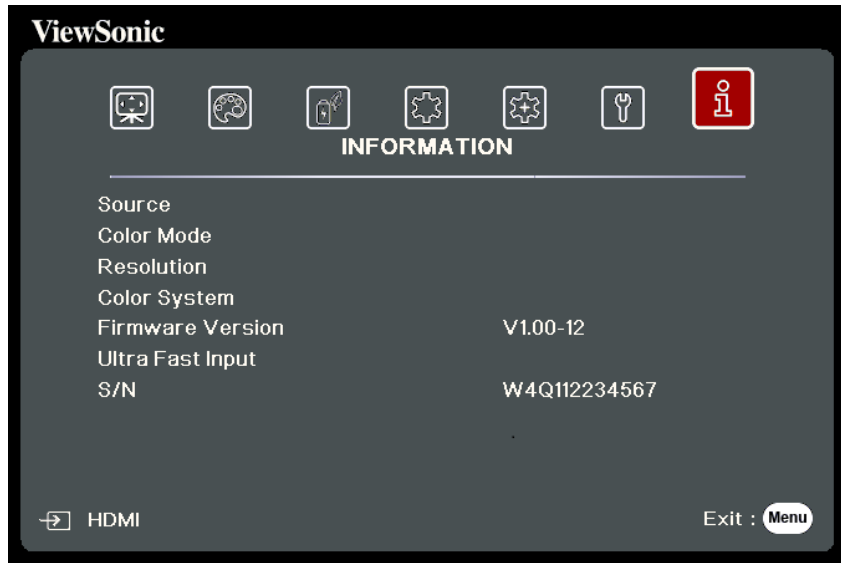 ViewSonic
INFORMATION
Source
Color Mode
Resolution
Color System
Firmware Version V1.00-12
Ultra Fast Input
S/N W4Q112234567
HDMI Exit : Menu